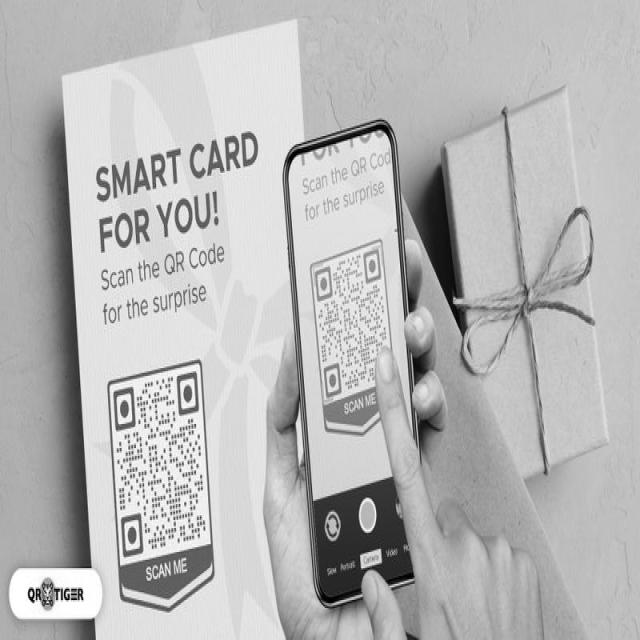 SMART CARD
FOR YOU!
Scan the QR Code
for the surprise
SCAN ME
FOR YOU!
Scan the QR Cod
for the surprise
SCAN ME
Slow Portrait Camera Video
QR TIGER